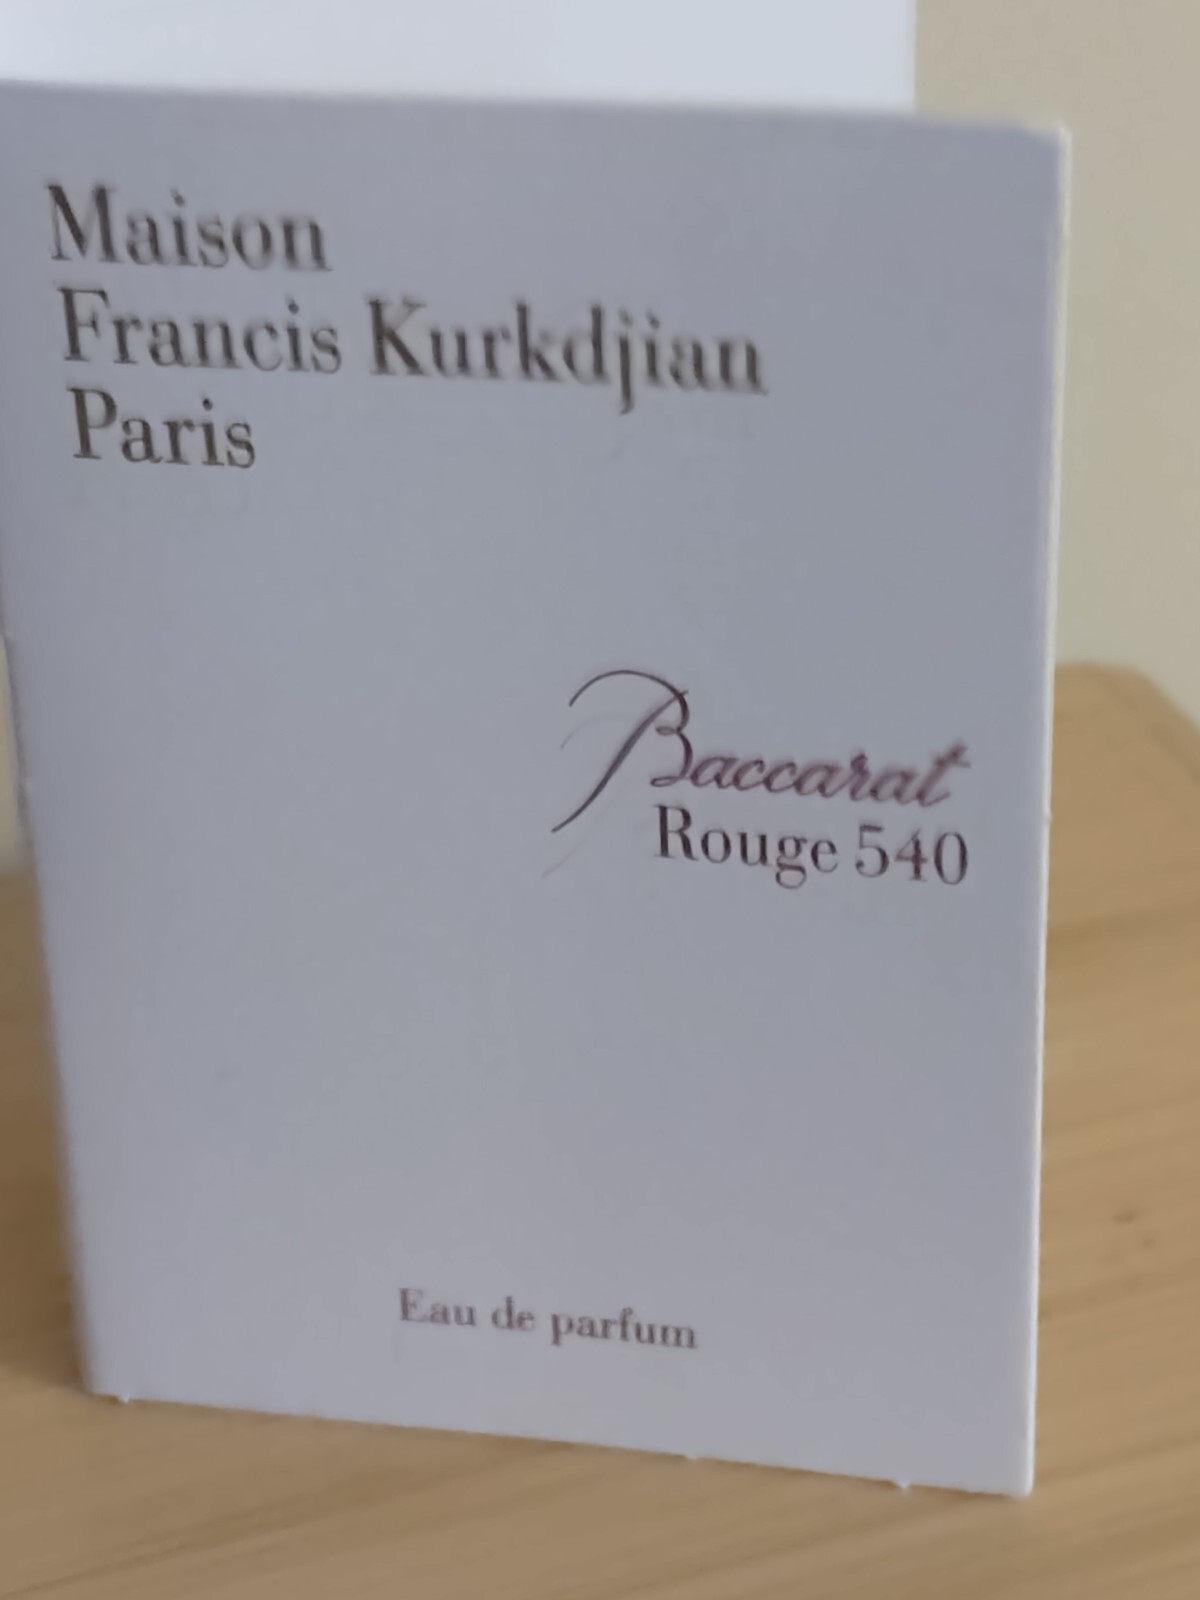 Maison
Francis Kurkdjian
Paris
Baccarat
Rouge 540
Eau de parfum